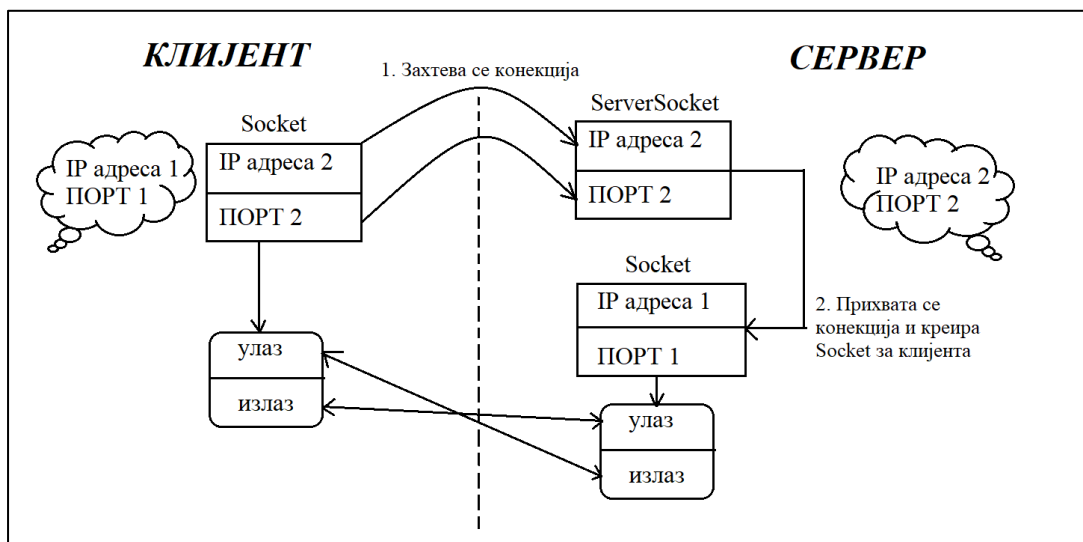 КЛИЈЕНТ
СЕРВЕР
1. Захтева се конекција
Socket
IP адреса 2
ПОРТ 2
IP адреса 1
ПОРТ 1
ServerSocket
IP адреса 2
ПОРТ 2
IP адреса 2
ПОРТ 2
Socket
IP адреса 1
ПОРТ 1
2. Прихвата се
конекција и креира
Socket за клијента
улаз
излаз
улаз
излаз